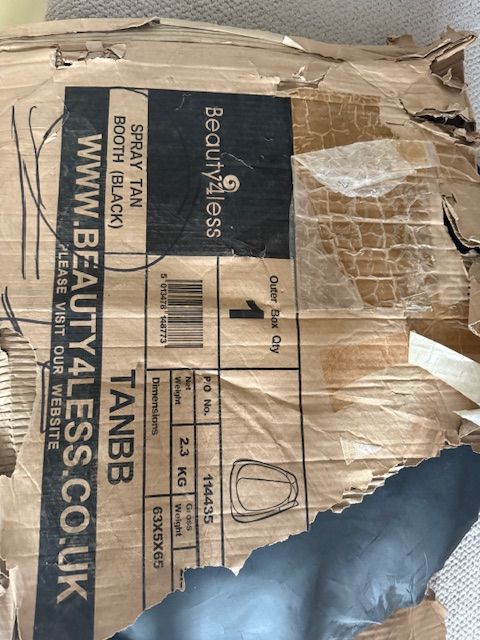 Beauty4less
SPRAY TAN
BOOTH (BLACK)
Outer Box Qty
1
5 013478 148773
P/O No. 114435
Net
Weight
2.3 KG
Gross
Weight
Dimensions
63X5X65
TANBB
WWW.BEAUTY4LESS.CO.UK
PLEASE VISIT OUR WEBSITE